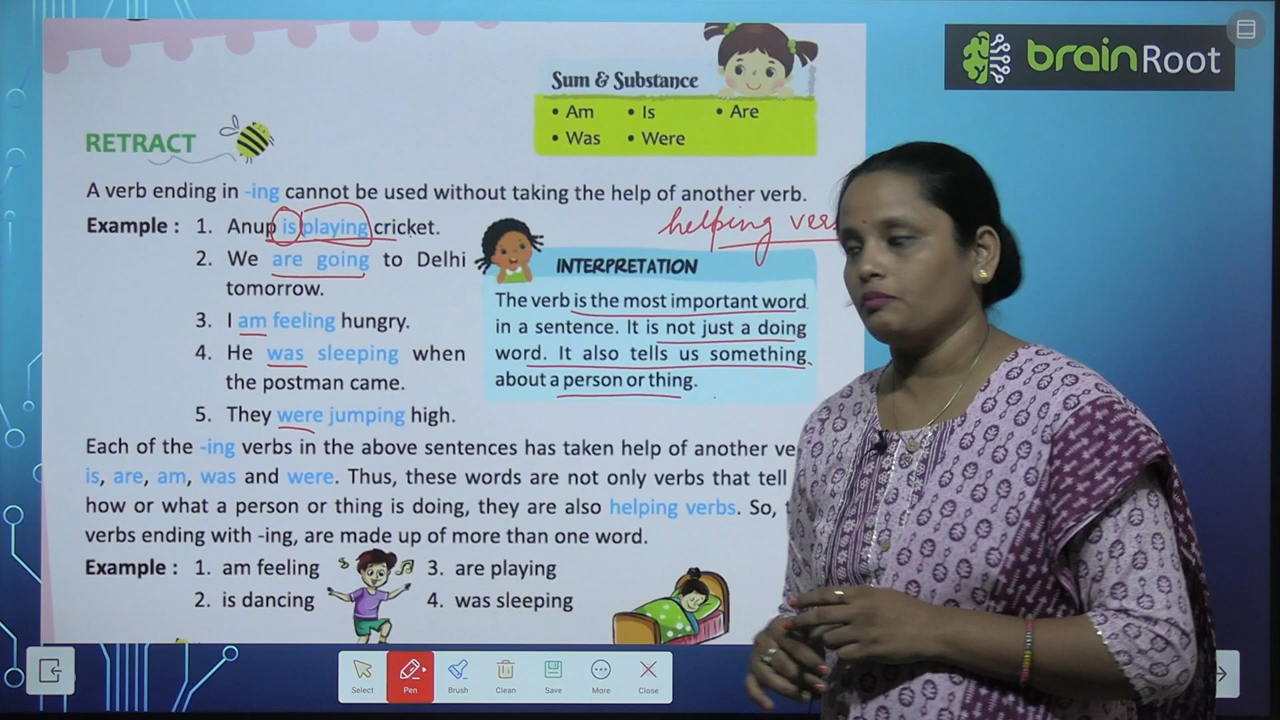 brainRoot
Sum & Substance
• Am • Is • Are
• Was • Were
RETRACT
A verb ending in -ing cannot be used without taking the help of another verb.
Example : 1. Anup is playing cricket.
helping
2. We are going to Delhi
tomorrow.
3. I am feeling hungry.
4. He was sleeping when
the postman came.
5. They were jumping high.
INTERPRETATION
The verb is the most important word
in a sentence. It is not just a doing
word. It also tells us something
about a person or thing.
Each of the -ing verbs in the above sentences has taken help of another
is, are, am, was and were. Thus, these words are not only verbs that tell
how or what a person or thing is doing, they are also helping verbs. So,
verbs ending with -ing, are made up of more than one word.
Example : 1. am feeling 3. are playing
2. is dancing 4. was sleeping
Select Pen Brush Clean Save More Close